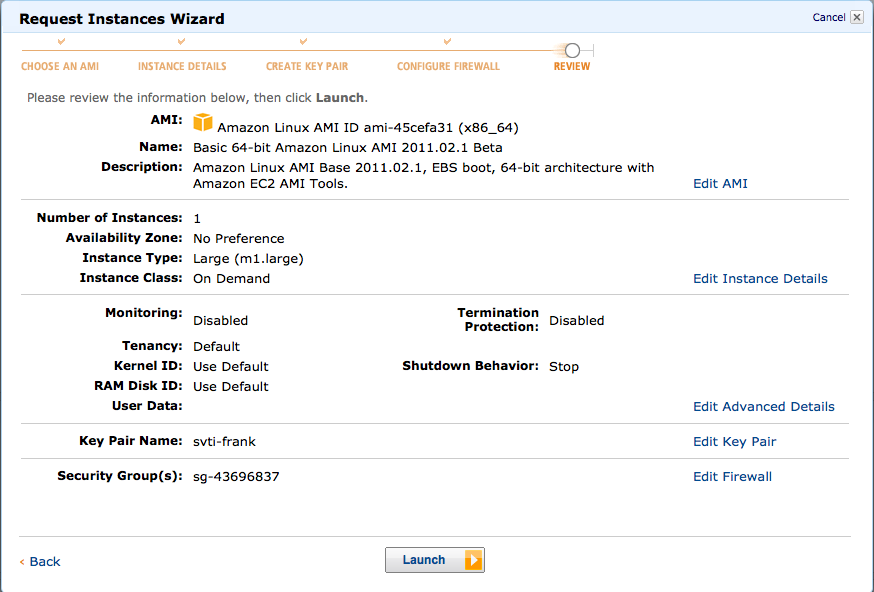 Request Instances Wizard
Cancel
CHOOSE AN AMI INSTANCE DETAILS CREATE KEY PAIR CONFIGURE FIREWALL REVIEW
Please review the information below, then click Launch.
AMI: Amazon Linux AMI ID ami-45cefa31 (x86_64)
Name: Basic 64-bit Amazon Linux AMI 2011.02.1 Beta
Description: Amazon Linux AMI Base 2011.02.1, EBS boot, 64-bit architecture with
Amazon EC2 AMI Tools. Edit AMI
Number of Instances: 1
Availability Zone: No Preference
Instance Type: Large (m1.large)
Instance Class: On Demand Edit Instance Details
Monitoring: Disabled Termination
Protection: Disabled
Tenancy: Default
Kernel ID: Use Default Shutdown Behavior: Stop
RAM Disk ID: Use Default
User Data: Edit Advanced Details
Key Pair Name: svti-frank Edit Key Pair
Security Group(s): sg-43696837 Edit Firewall
‹ Back Launch